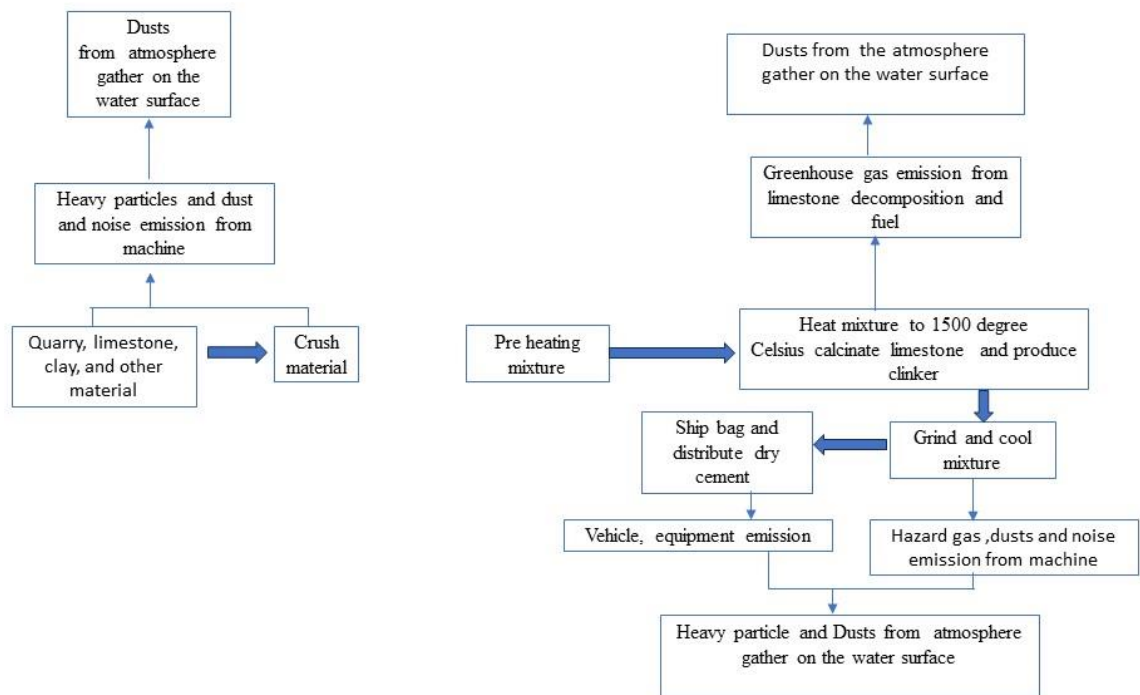 Dusts
from atmosphere
gather on the
water surface
Heavy particles and dust
and noise emission from
machine
Quarry, limestone,
clay, and other
material
Crush
material
Dusts from the atmosphere
gather on the water surface
Greenhouse gas emission from
limestone decomposition and
fuel
Pre heating
mixture
Heat mixture to 1500 degree
Celsius calcinate limestone and produce
clinker
Ship bag and
distribute dry
cement
Grind and cool
mixture
Vehicle, equipment emission
Hazard gas ,dusts and noise
emission from machine
Heavy particle and Dusts from atmosphere
gather on the water surface